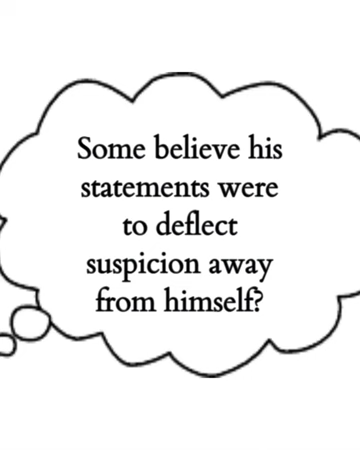 Some believe his
statements were
to deflect
suspicion away
from himself?